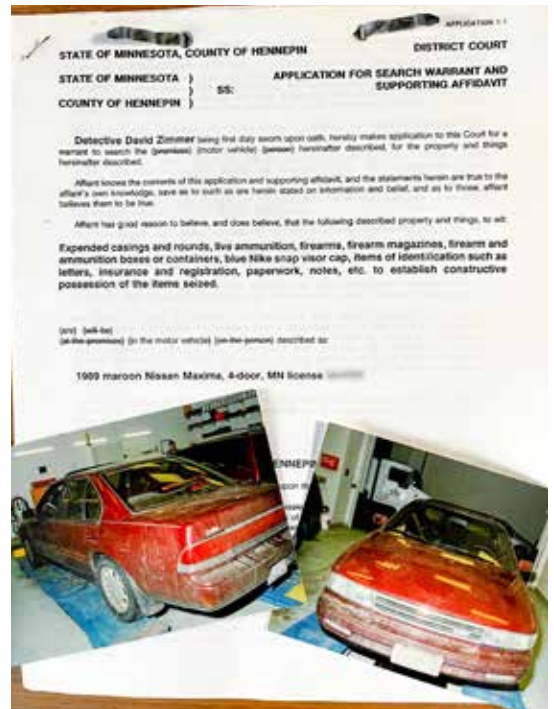 APPLICATION 1-1
STATE OF MINNESOTA, COUNTY OF HENNEPIN
DISTRICT COURT
STATE OF MINNESOTA )
) SS:
COUNTY OF HENNEPIN )
APPLICATION FOR SEARCH WARRANT AND
SUPPORTING AFFIDAVIT
Detective David Zimmer being first duly sworn upon oath, hereby makes application to this Court for a
warrant to search the (premises) (motor vehicle) (person) hereinafter described, for the property and things
hereinafter described.
Affiant knows the contents of this application and supporting affidavit, and the statements herein are true to the
affiant's own knowledge, save as to such as are herein stated on information and belief, and as to those, affiant
believes them to be true.
Affiant has good reason to believe, and does believe, that the following described property and things, to wit:
Expended casings and rounds, live ammunition, firearms, firearm magazines, firearm and
ammunition boxes or containers, blue Nike snap visor cap, items of identification such as
letters, insurance and registration, paperwork, notes, etc. to establish constructive
possession of the items seized.
(are) (will be)
(at the premises) (in the motor vehicle) (on the person) described as:
1989 maroon Nissan Maxima, 4-door, MN license
HENNEPIN
upon